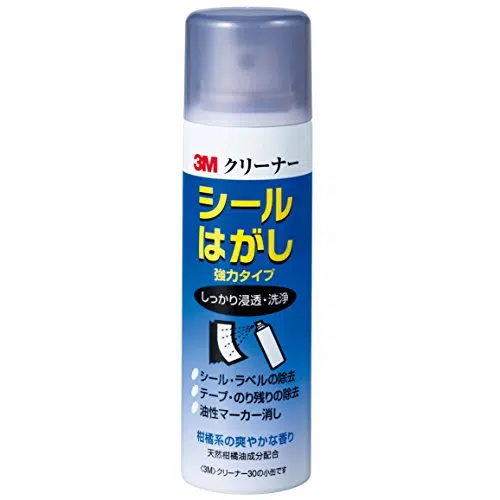 3M クリーナー
シール
はがし
強力タイプ
しっかり浸透・洗浄
シール・ラベルの除去
テープ・のり残りの除去
油性マーカー消し
柑橘系の爽やかな香り
天然柑橘油成分配合
〈3M〉クリーナー30の小缶です